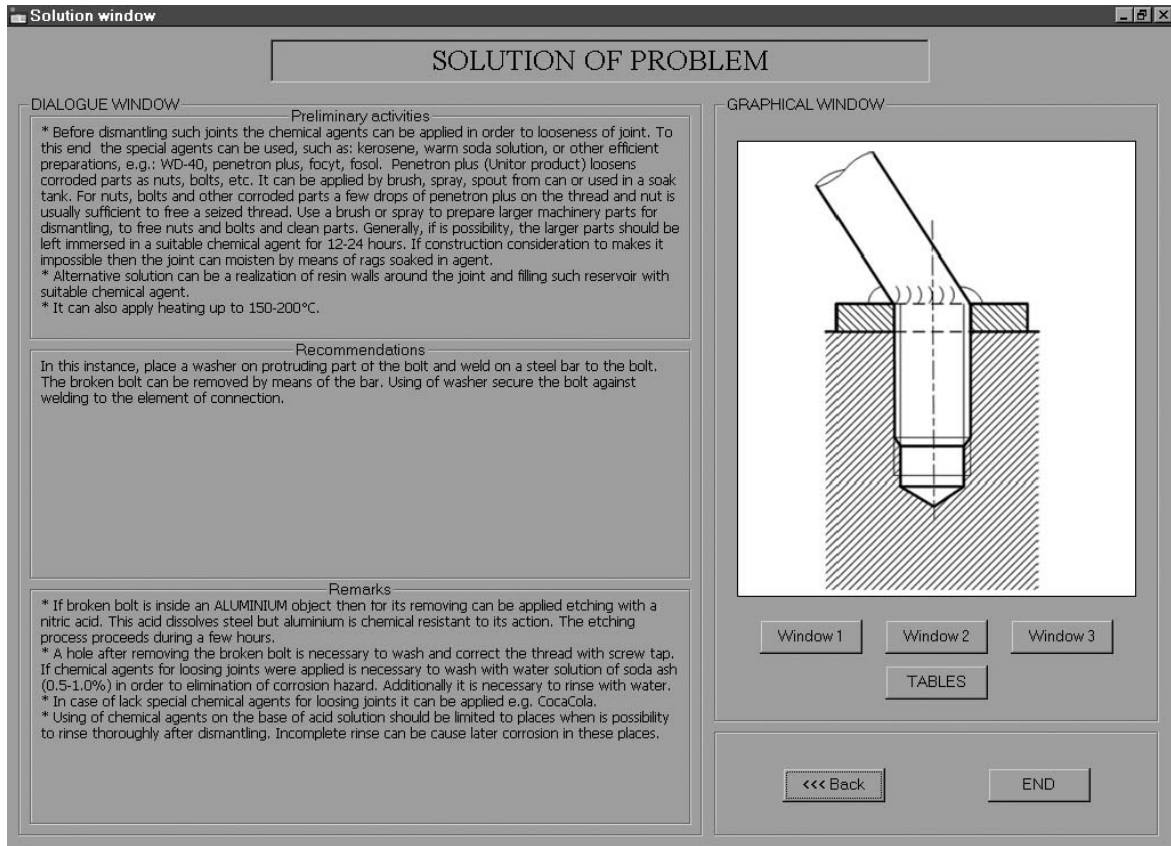 Solution window
SOLUTION OF PROBLEM
DIALOGUE WINDOW
Preliminary activities
* Before dismantling such joints the chemical agents can be applied in order to looseness of joint. To
this end the special agents can be used, such as: kerosene, warm soda solution, or other efficient
preparations, e.g.: WD-40, penetron plus, focyt, fosol. Penetron plus (Unitor product) loosens
corroded parts as nuts, bolts, etc. It can be applied by brush, spray, spout from can or used in a soak
tank. For nuts, bolts and other corroded parts a few drops of penetron plus on the thread and nut is
usually sufficient to free a seized thread. Use a brush or spray to prepare larger machinery parts for
dismantling, to free nuts and bolts and clean parts. Generally, if is possibility, the larger parts should be
left immersed in a suitable chemical agent for 12-24 hours. If construction consideration to makes it
impossible then the joint can moisten by means of rags soaked in agent.
* Alternative solution can be a realization of resin walls around the joint and filling such reservoir with
suitable chemical agent.
* It can also apply heating up to 150-200°C.
Recommendations
In this instance, place a washer on protruding part of the bolt and weld on a steel bar to the bolt.
The broken bolt can be removed by means of the bar. Using of washer secure the bolt against
welding to the element of connection.
Remarks
* If broken bolt is inside an ALUMINIUM object then for its removing can be applied etching with a
nitric acid. This acid dissolves steel but aluminium is chemical resistant to its action. The etching
process proceeds during a few hours.
* A hole after removing the broken bolt is necessary to wash and correct the thread with screw tap.
If chemical agents for loosing joints were applied is necessary to wash with water solution of soda ash
(0.5-1.0%) in order to elimination of corrosion hazard. Additionally it is necessary to rinse with water.
* In case of lack special chemical agents for loosing joints it can be applied e.g. CocaCola.
* Using of chemical agents on the base of acid solution should be limited to places when is possibility
to rinse thoroughly after dismantling. Incomplete rinse can be cause later corrosion in these places.
GRAPHICAL WINDOW
Window 1
Window 2
Window 3
TABLES
<<< Back
END